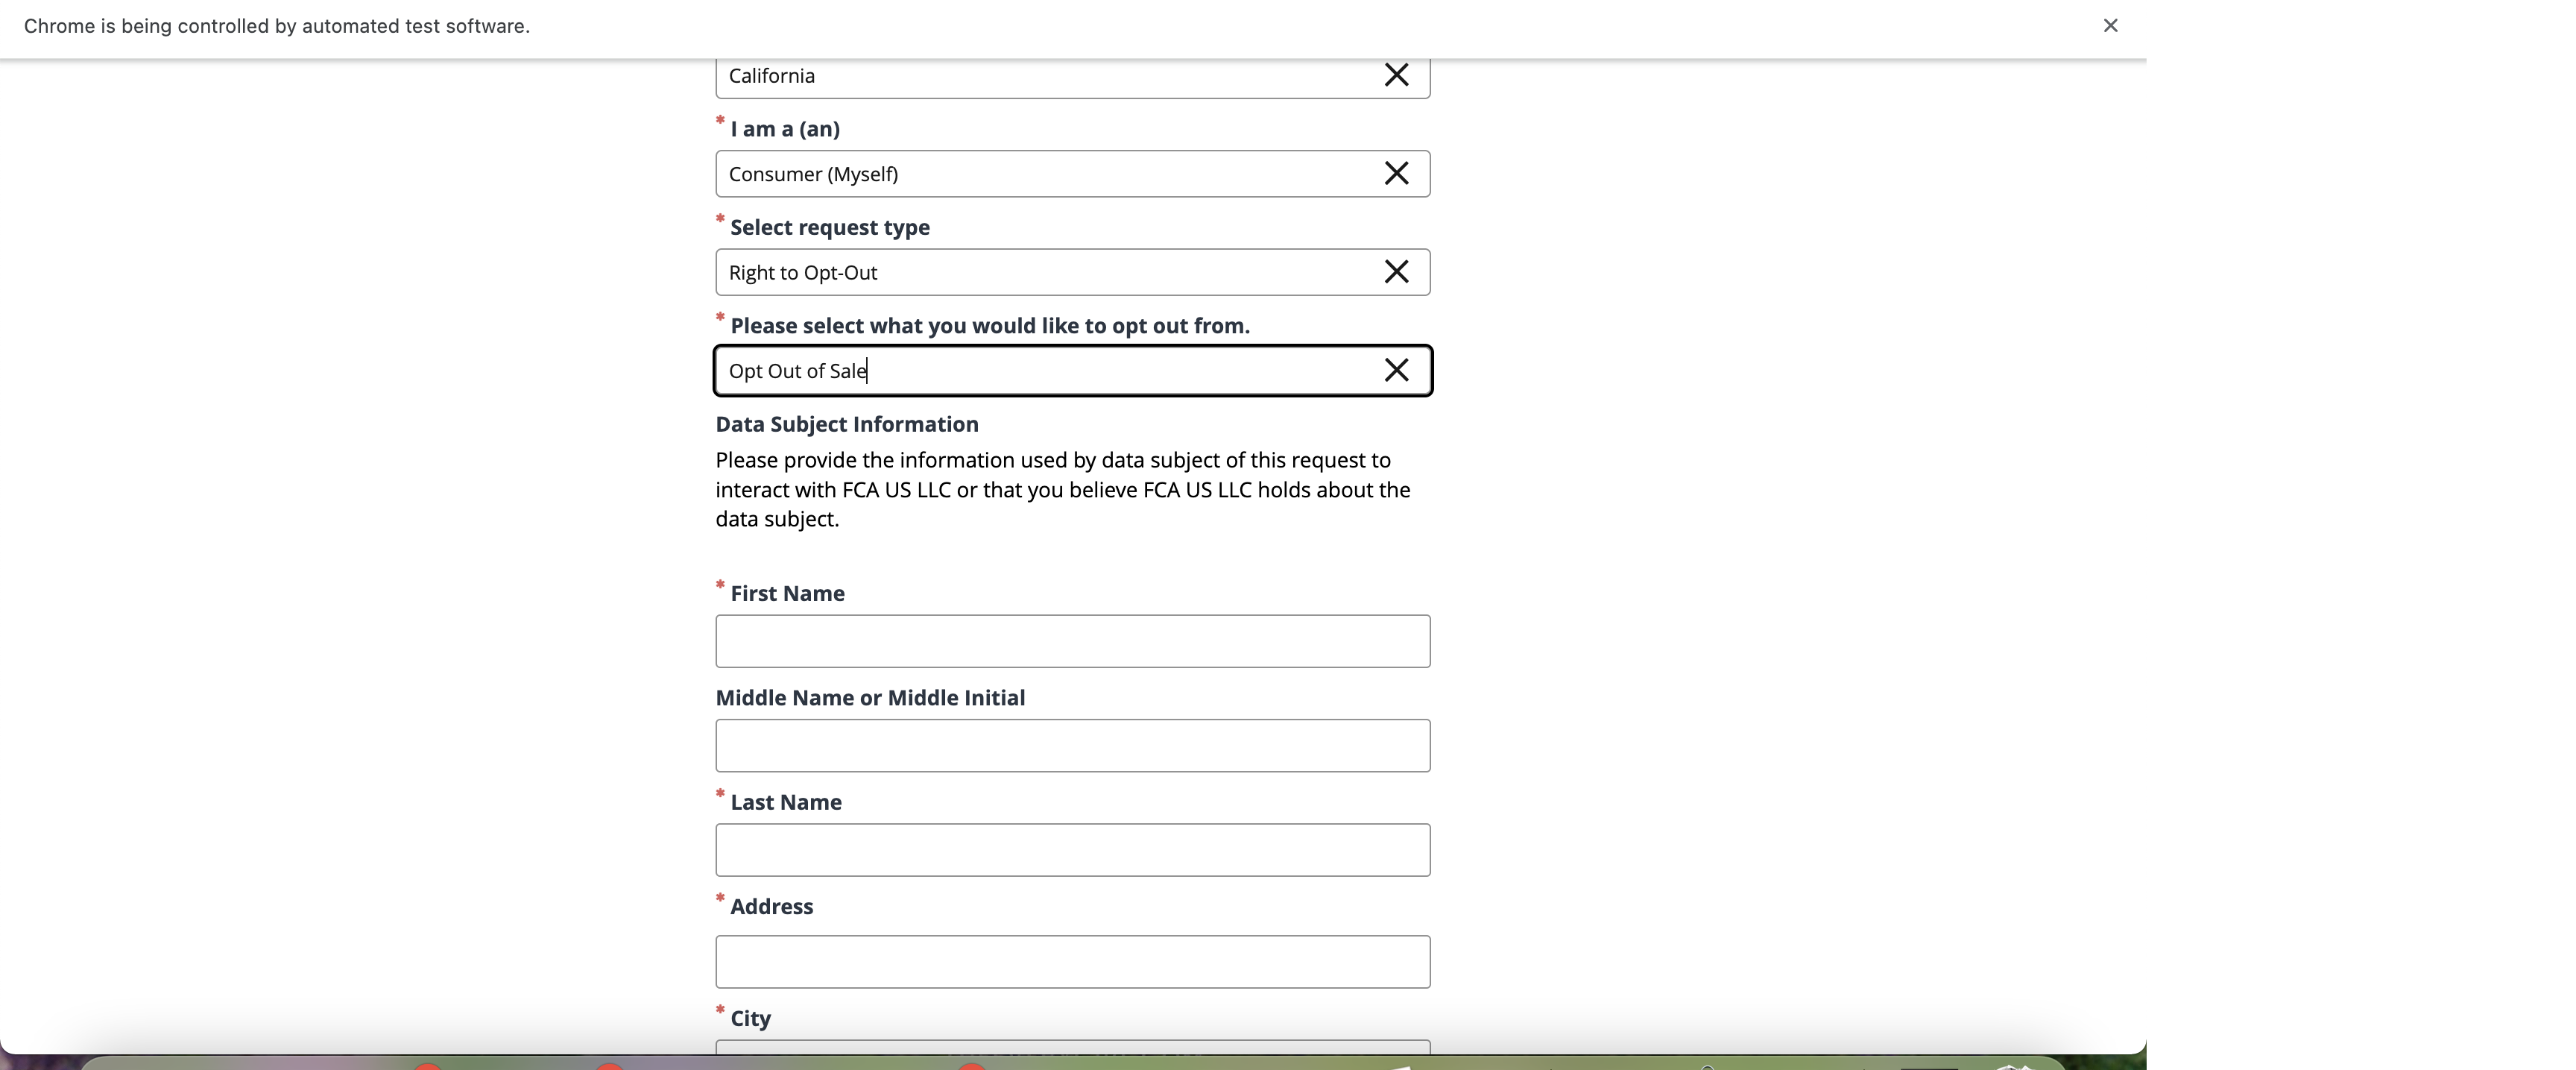 Chrome is being controlled by automated test software.
California
* I am a (an)
Consumer (Myself)
* Select request type
Right to Opt-Out
* Please select what you would like to opt out from.
Opt Out of Sale
Data Subject Information
Please provide the information used by data subject of this request to
interact with FCA US LLC or that you believe FCA US LLC holds about the
data subject.
* First Name
Middle Name or Middle Initial
* Last Name
* Address
* City